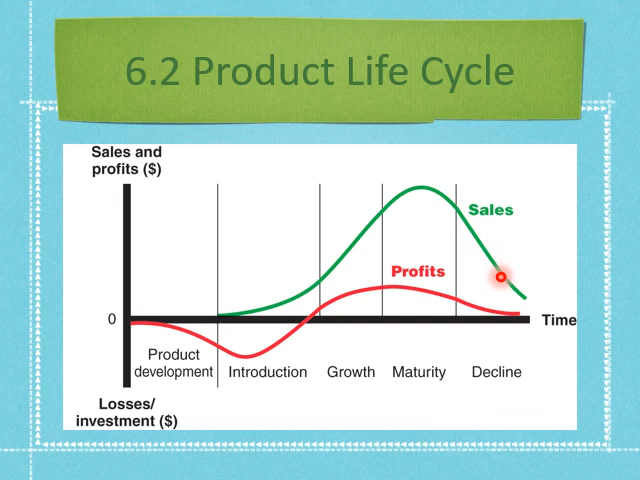 6.2 Product Life Cycle
Sales and
profits ($)
Sales
Profits
0
Time
Product
development
Introduction
Growth
Maturity
Decline
Losses/
investment ($)